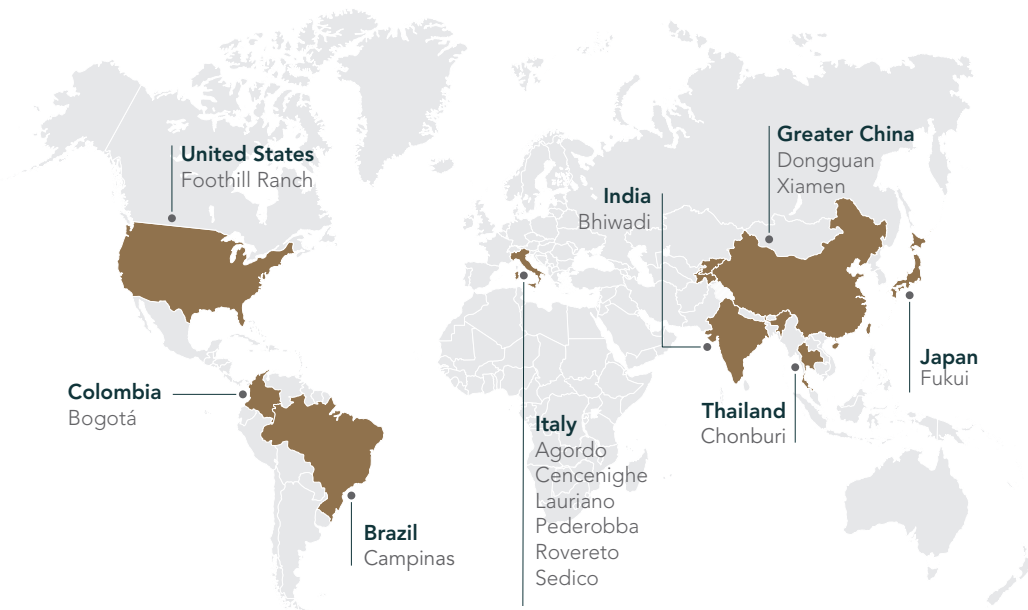 United States
Foothill Ranch
Greater China
Dongguan
Xiamen
India
Bhiwadi
Japan
Fukui
Colombia
Bogotá
Thailand
Chonburi
Italy
Agordo
Cencenighe
Lauriano
Pederobba
Rovereto
Sedico
Brazil
Campinas